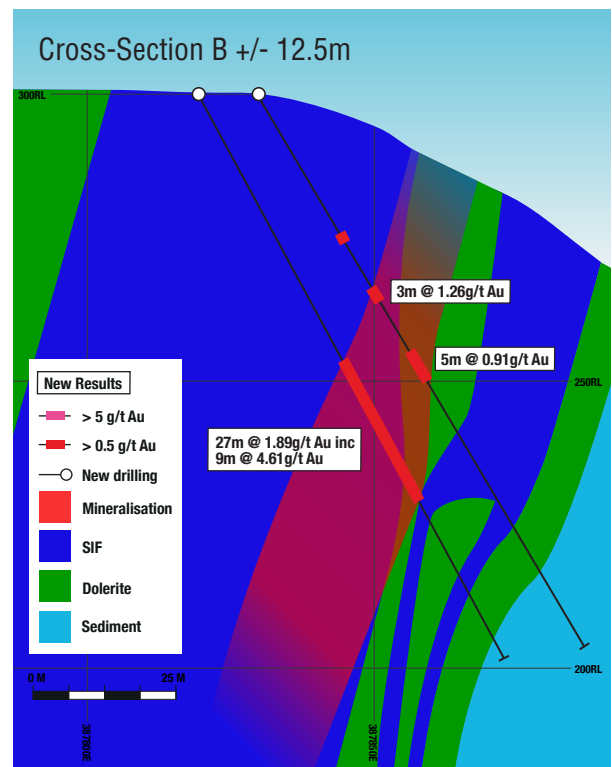 Cross-Section B +/- 12.5m
300RL
3m @ 1.26g/t Au
5m @ 0.91g/t Au
250RL
New Results
> 5 g/t Au
> 0.5 g/t Au
New drilling
Mineralisation
SIF
Dolerite
Sediment
27m @ 1.89g/t Au inc
9m @ 4.61g/t Au
200RL
0 M
25 M
387800E
387850E